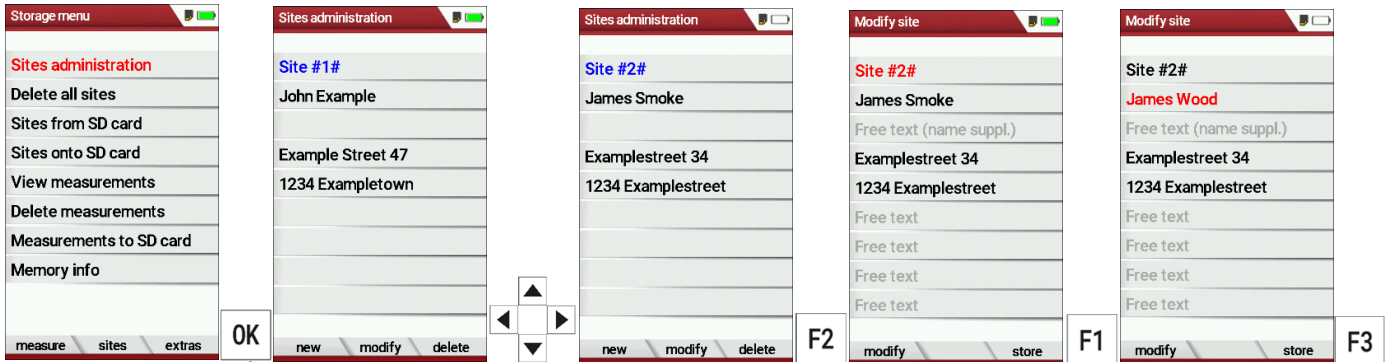 Storage menu
Sites administration
Delete all sites
Sites from SD card
Sites onto SD card
View measurements
Delete measurements
Measurements to SD card
Memory info
measure sites extras
OK
Sites administration
Site #1#
John Example
Example Street 47
1234 Exampletown
new modify delete
Sites administration
Site #2#
James Smoke
Examplestreet 34
1234 Examplestreet
new modify delete
F2
Modify site
Site #2#
James Smoke
Free text (name suppl.)
Examplestreet 34
1234 Examplestreet
Free text
Free text
Free text
Free text
modify store
F1
Modify site
Site #2#
James Wood
Free text (name suppl.)
Examplestreet 34
1234 Examplestreet
Free text
Free text
Free text
Free text
modify store
F3